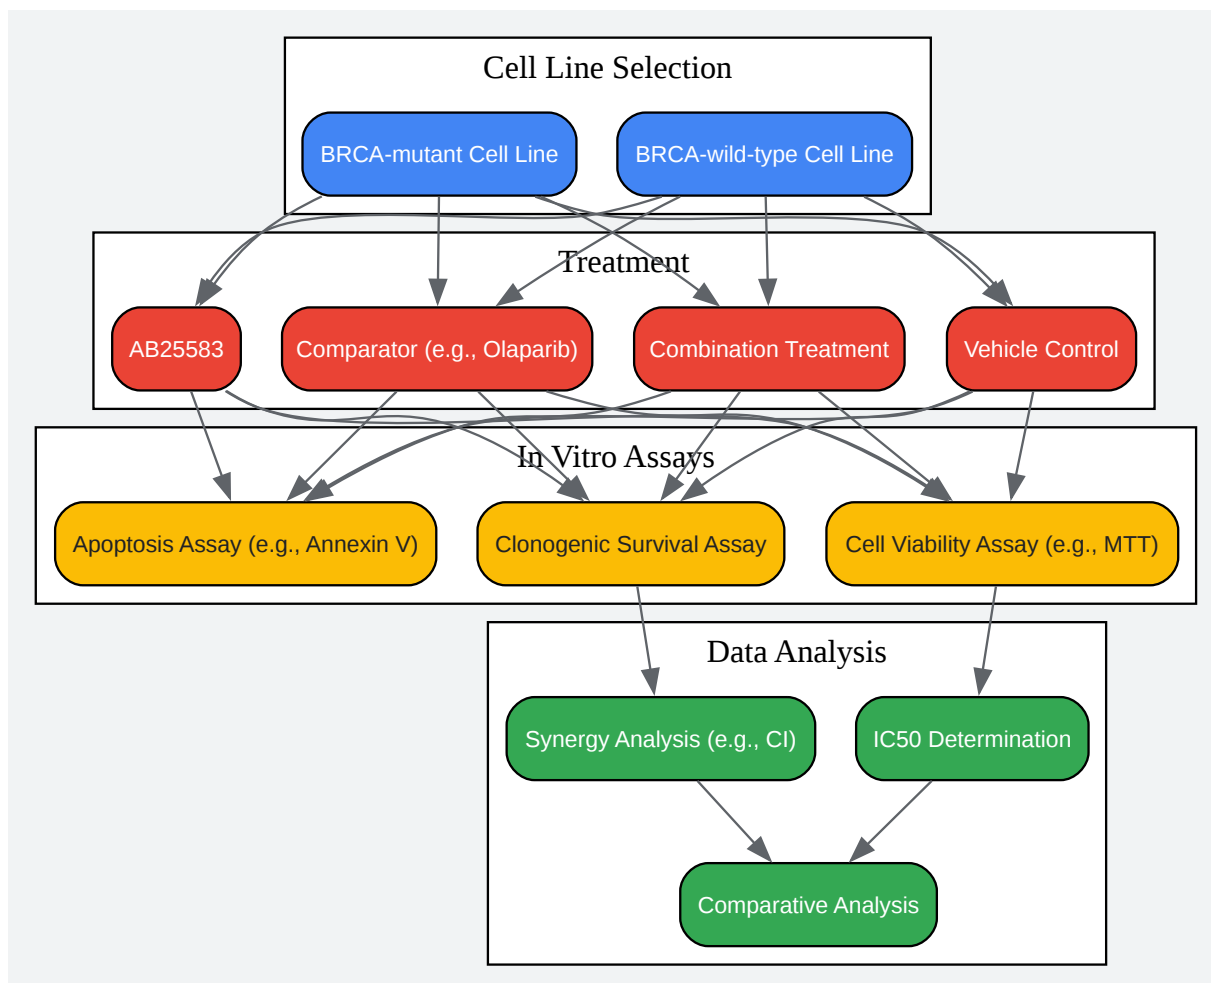 Cell Line Selection
BRCA-mutant Cell Line
BRCA-wild-type Cell Line
Treatment
AB25583
Comparator (e.g., Olaparib)
Combination Treatment
Vehicle Control
In Vitro Assays
Apoptosis Assay (e.g., Annexin V)
Clonogenic Survival Assay
Cell Viability Assay (e.g., MTT)
Data Analysis
Synergy Analysis (e.g., CI)
IC50 Determination
Comparative Analysis